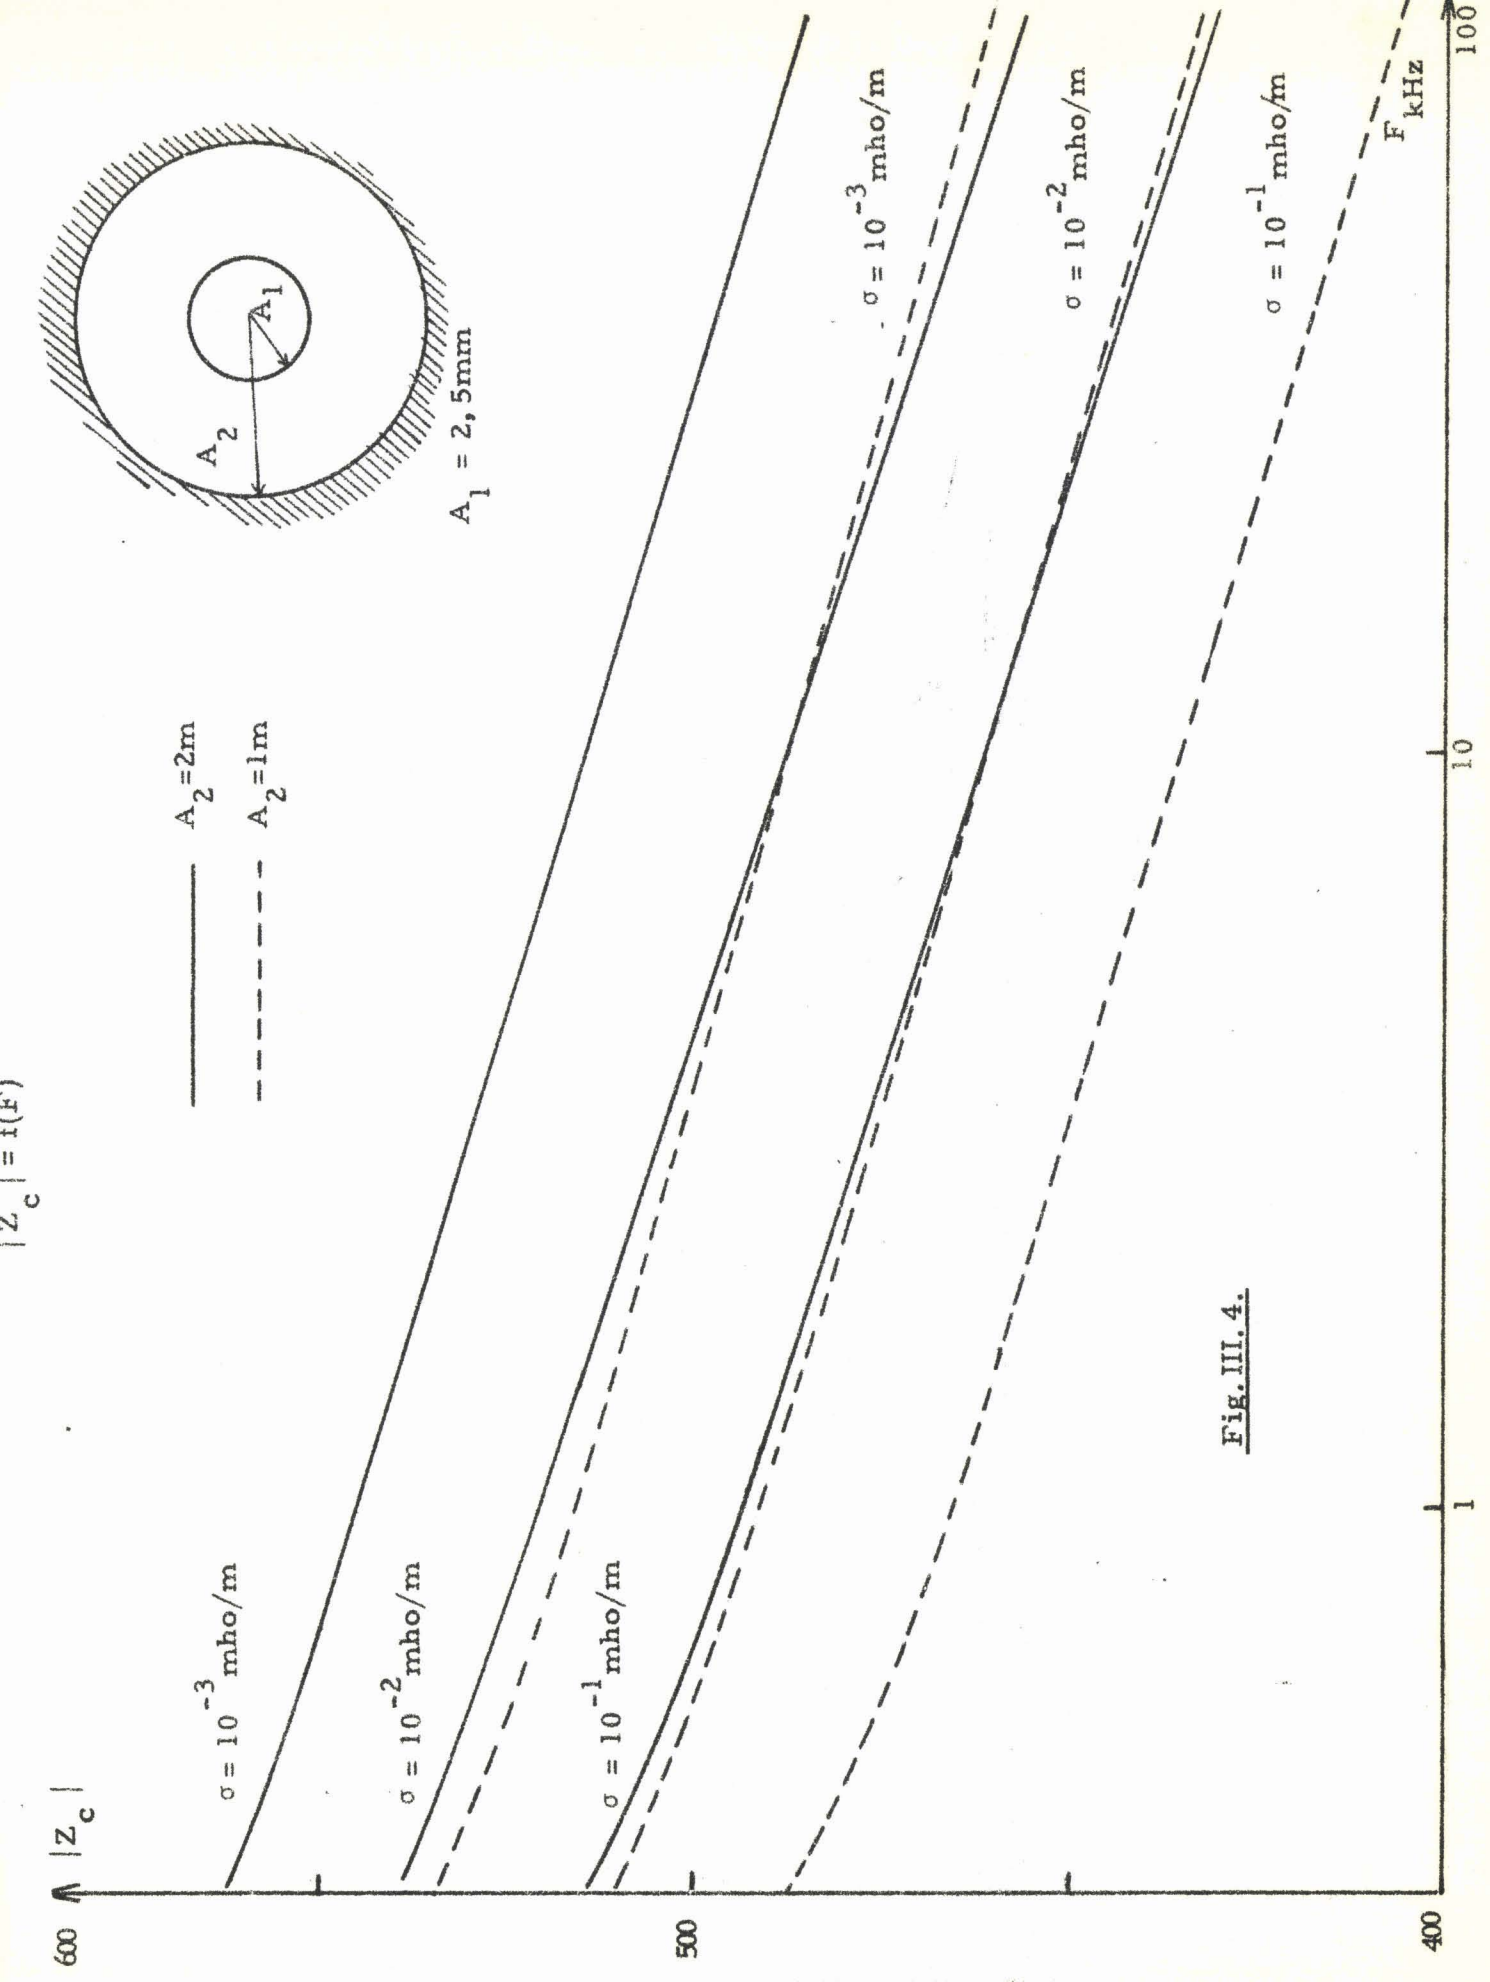 |Z_c| = f(F)
600
|Z_c|
A_2=2m
A_2=1m
A_2
A_1
A_1 = 2,5mm
σ = 10^-3 mho/m
σ = 10^-2 mho/m
σ = 10^-1 mho/m
500
σ = 10^-3 mho/m
σ = 10^-2 mho/m
σ = 10^-1 mho/m
Fig. III. 4.
F_kHz
400
1
10
100